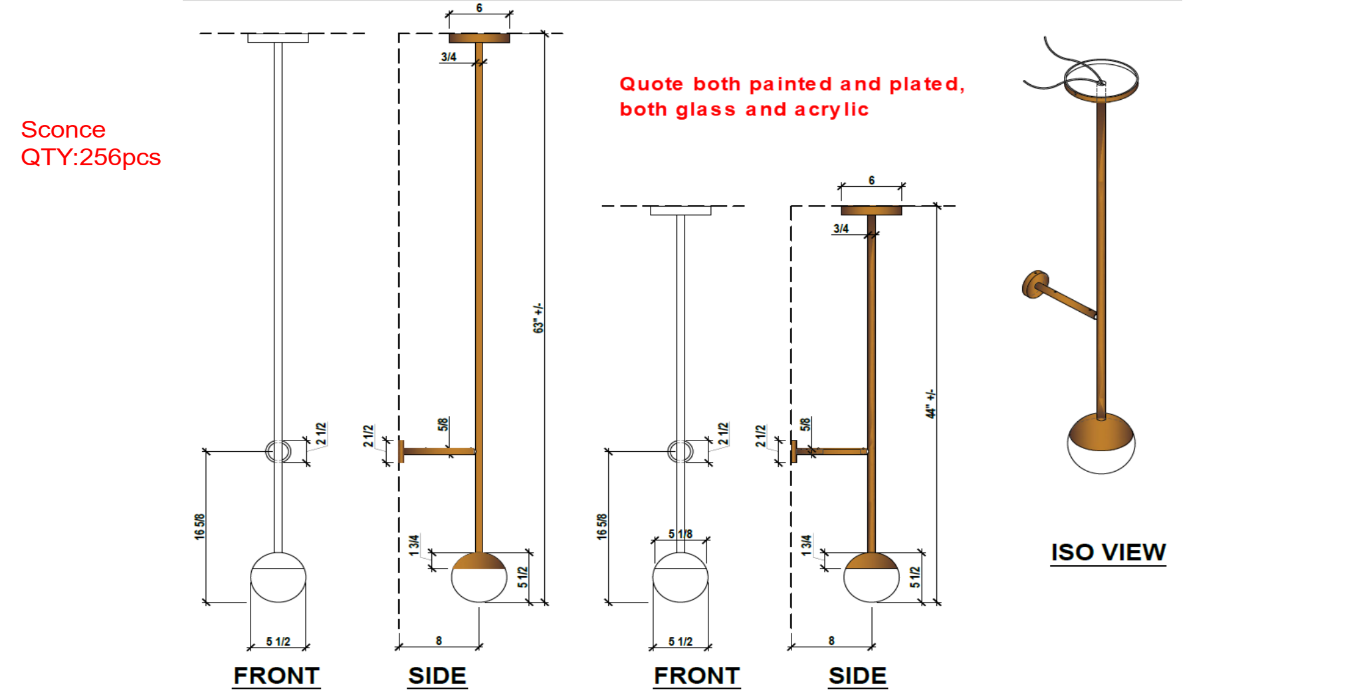 Sconce
QTY:256pcs
Quote both painted and plated,
both glass and acrylic
6
3/4
63" +/-
2 1/2
2 1/2
5/8
16 5/8
1 3/4
5 1/2
5 1/2
8
FRONT
SIDE
6
3/4
44" +/-
2 1/2
2 1/2
5/8
16 5/8
5 1/8
1 3/4
5 1/2
5 1/2
8
FRONT
SIDE
ISO VIEW